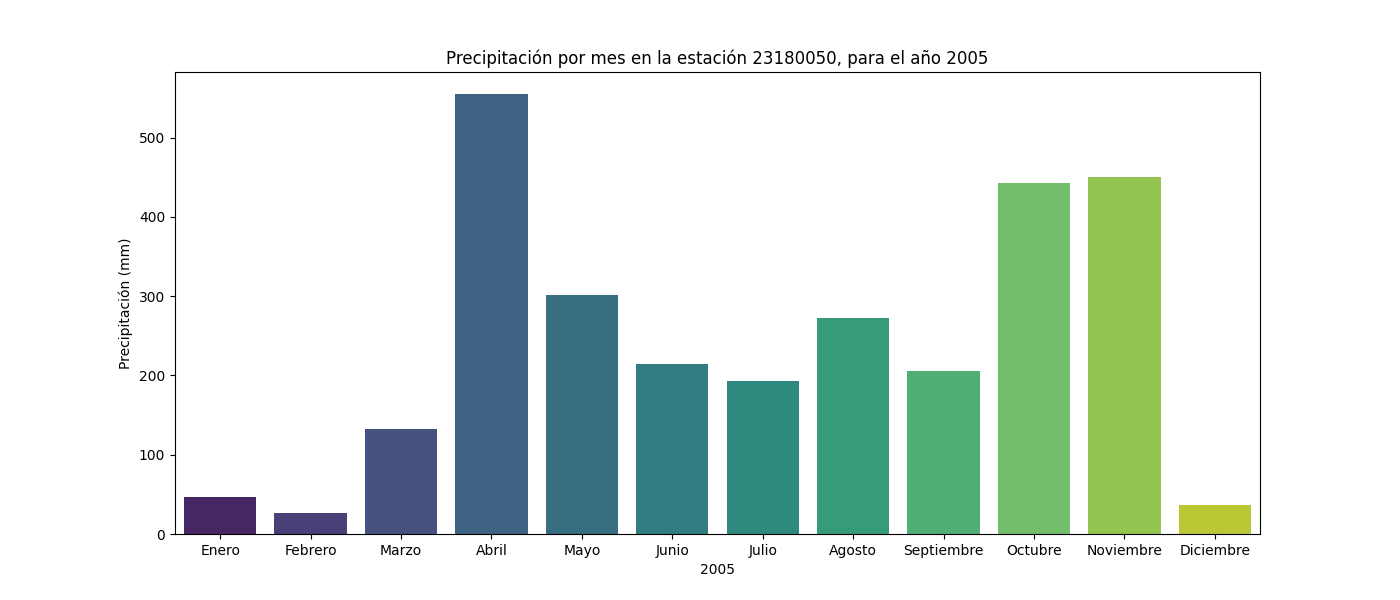 Precipitación por mes en la estación 23180050, para el año 2005
Precipitación (mm)
500
400
300
200
100
0
Enero Febrero Marzo Abril Mayo Junio Julio Agosto Septiembre Octubre Noviembre Diciembre
2005